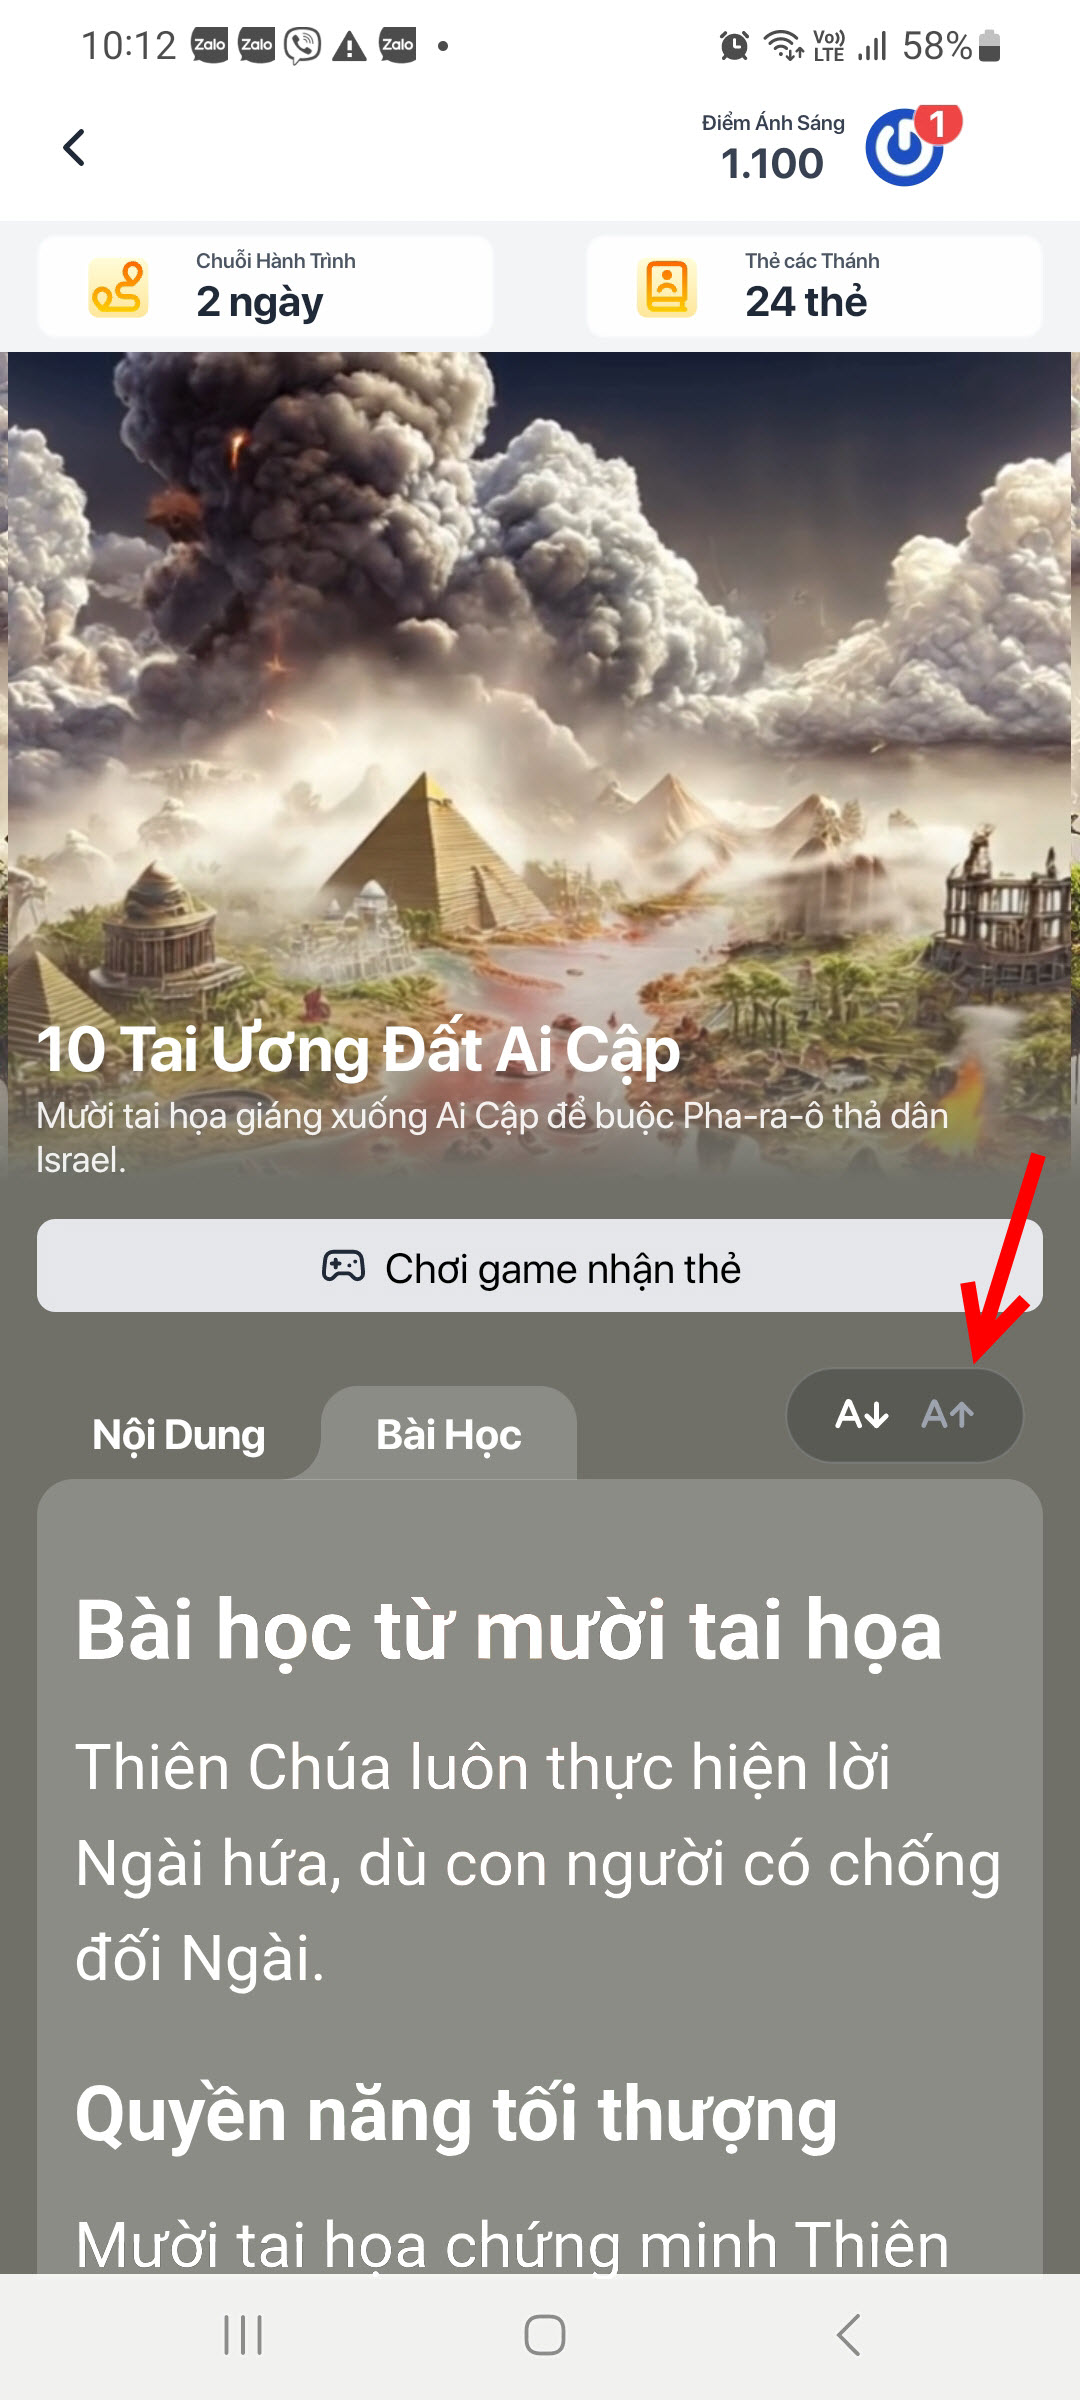 10:12 Zalo Zalo Zalo Vo)) LTE 58%
Điểm Ánh Sáng
1.100
1
Chuỗi Hành Trình
2 ngày
Thẻ các Thánh
24 thẻ
10 Tai Ương Đất Ai Cập
Mười tai họa giáng xuống Ai Cập để buộc Pha-ra-ô thả dân
Israel.
Chơi game nhận thẻ
Nội Dung
Bài Học
A↓ A↑
Bài học từ mười tai họa
Thiên Chúa luôn thực hiện lời
Ngài hứa, dù con người có chống
đối Ngài.
Quyền năng tối thượng
Mười tai họa chứng minh Thiên